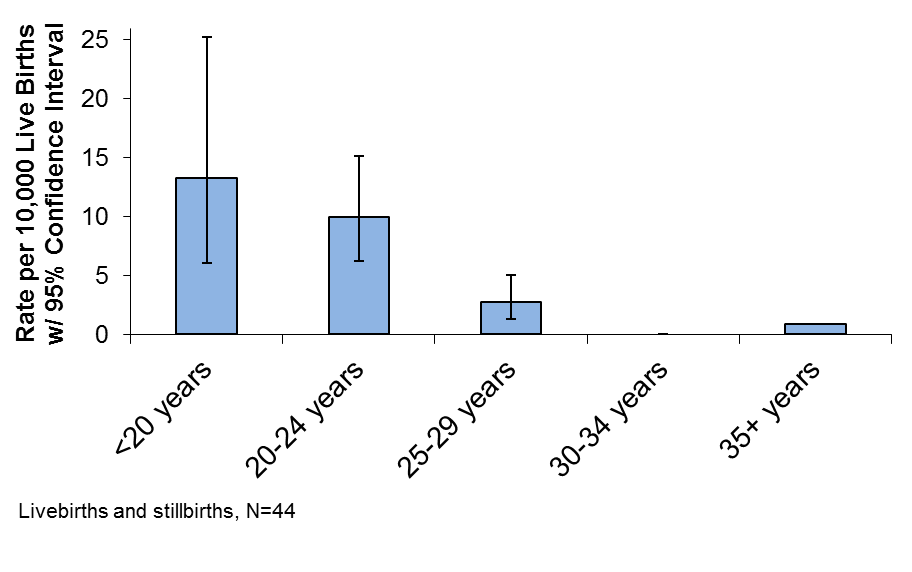 Rate per 10,000 Live Births
w/ 95% Confidence Interval
25
20
15
10
5
0
<20 years
20-24 years
25-29 years
30-34 years
35+ years
Livebirths and stillbirths, N=44